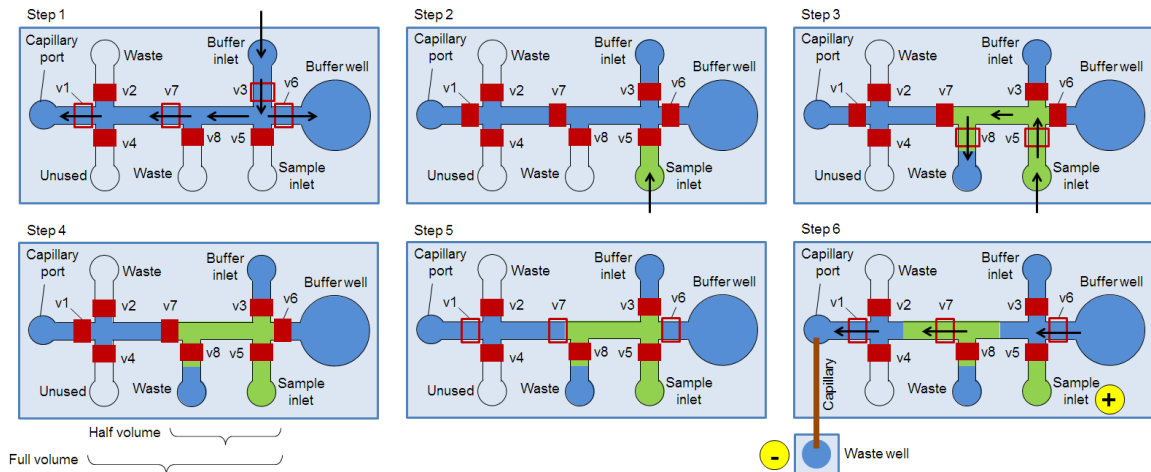 Step 1
Capillary
port
Waste
Buffer
inlet
Buffer well
v1
v2
v7
v3
v6
v4
v8
v5
Unused
Waste
Sample
inlet
Step 2
Capillary
port
Waste
Buffer
inlet
Buffer well
v1
v2
v7
v3
v6
v4
v8
v5
Unused
Waste
Sample
inlet
Step 3
Capillary
port
Waste
Buffer
inlet
Buffer well
v1
v2
v7
v3
v6
v4
v8
v5
Unused
Waste
Sample
inlet
Step 4
Capillary
port
Waste
Buffer
inlet
Buffer well
v1
v2
v7
v3
v6
v4
v8
v5
Unused
Waste
Sample
inlet
Half volume
Full volume
Step 5
Capillary
port
Waste
Buffer
inlet
Buffer well
v1
v2
v7
v3
v6
v4
v8
v5
Unused
Waste
Sample
inlet
Step 6
Capillary
port
Waste
Buffer
inlet
Buffer well
v1
v2
v7
v3
v6
v4
v8
v5
Capillary
Unused
Waste
Sample
inlet
+
-
Waste well